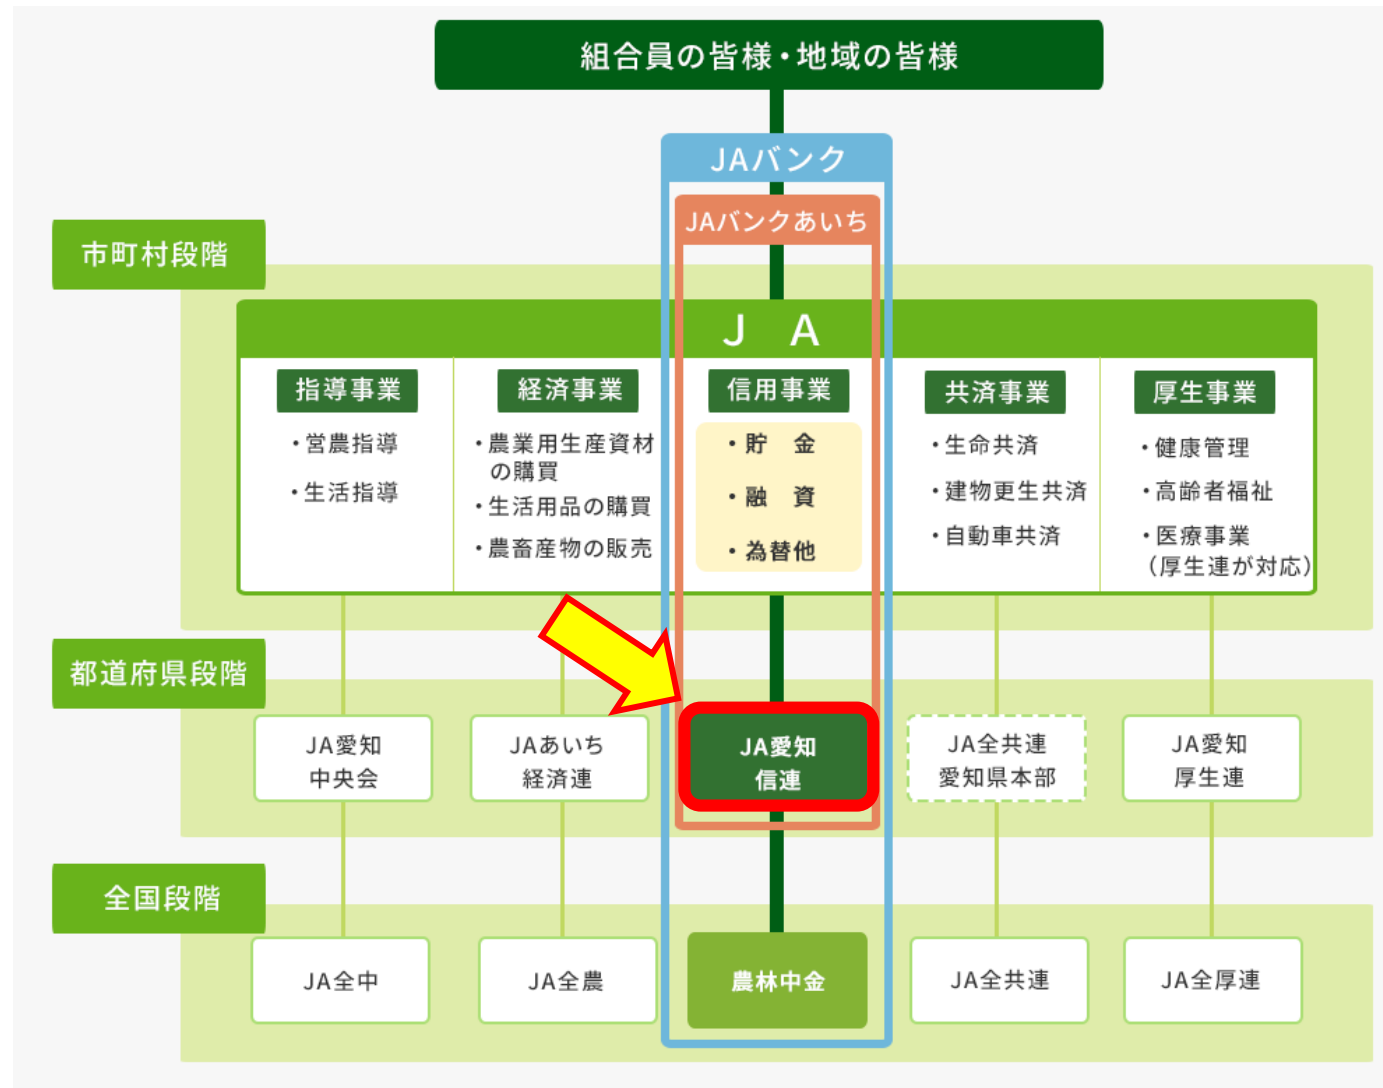 組合員の皆様・地域の皆様
JAバンク
JAバンクあいち
市町村段階
J A
指導事業
・営農指導
・生活指導
経済事業
・農業用生産資材
の購買
・生活用品の購買
・農畜産物の販売
信用事業
・貯 金
・融 資
・為替他
共済事業
・生命共済
・建物更生共済
・自動車共済
厚生事業
・健康管理
・高齢者福祉
・医療事業
（厚生連が対応）
都道府県段階
JA愛知
中央会
JAあいち
経済連
JA愛知
信連
JA全共連
愛知県本部
JA愛知
厚生連
全国段階
JA全中
JA全農
農林中金
JA全共連
JA全厚連